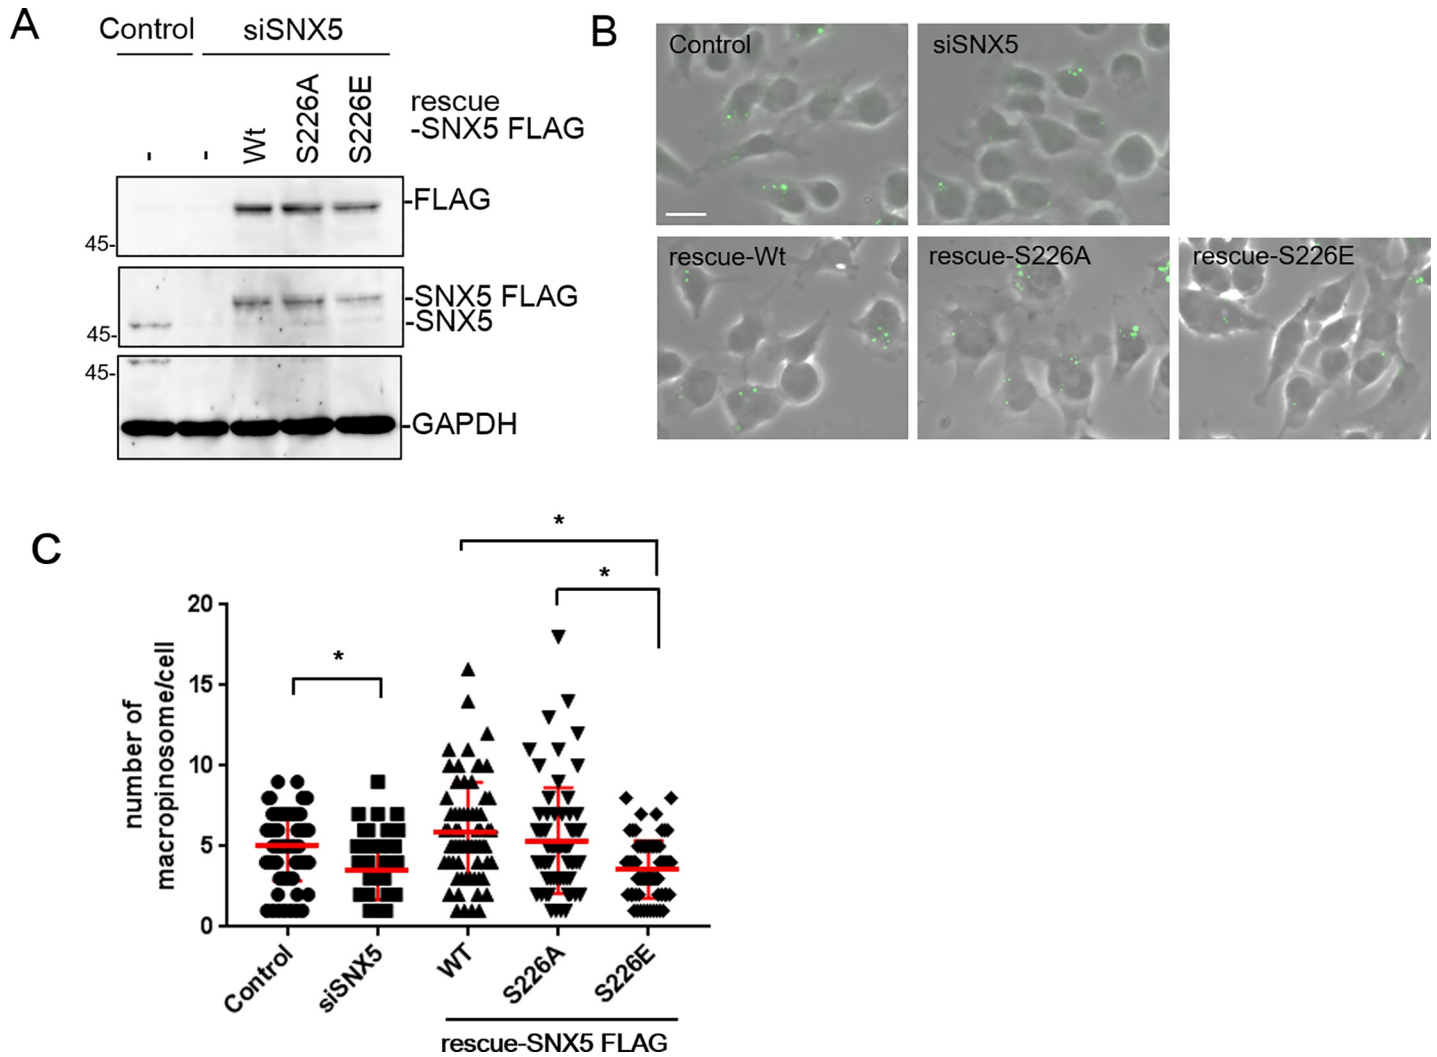 A
Control
siSNX5
-
-
Wt
S226A
S226E
rescue
-SNX5 FLAG
-FLAG
45-
-SNX5 FLAG
-SNX5
45-
45-
-GAPDH
B
Control
siSNX5
rescue-Wt
rescue-S226A
rescue-S226E
C
*
*
*
number of
macropinosome/cell
20
15
10
5
0
Control
siSNX5
WT
S226A
S226E
rescue-SNX5 FLAG